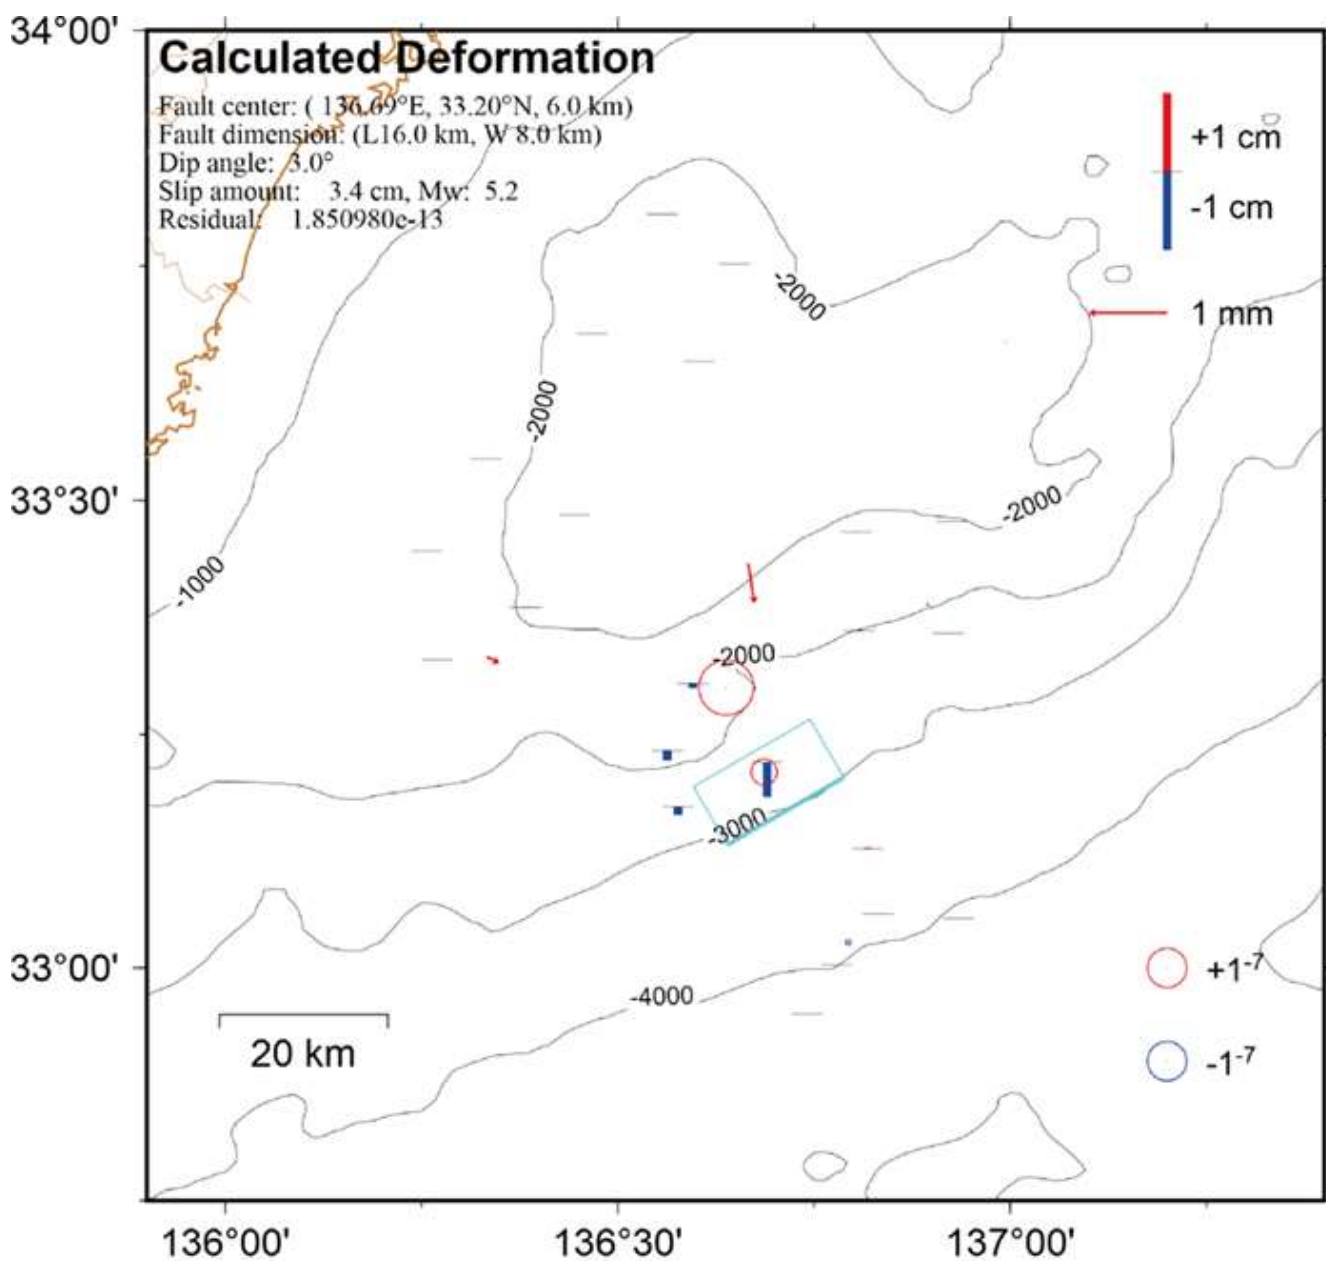 34°00'
Calculated Deformation
Fault center: ( 136.69°E, 33.20°N, 6.0 km)
Fault dimension: (L16.0 km, W 8.0 km)
Dip angle: 3.0°
Slip amount: 3.4 cm, Mw: 5.2
Residual: 1.850980e-13
+1 cm
-1 cm
1 mm
-2000
-2000
33°30'
-2000
-1000
-2000
-3000
33°00'
+1-7
-4000
20 km
-1-7
136°00'
136°30'
137°00'